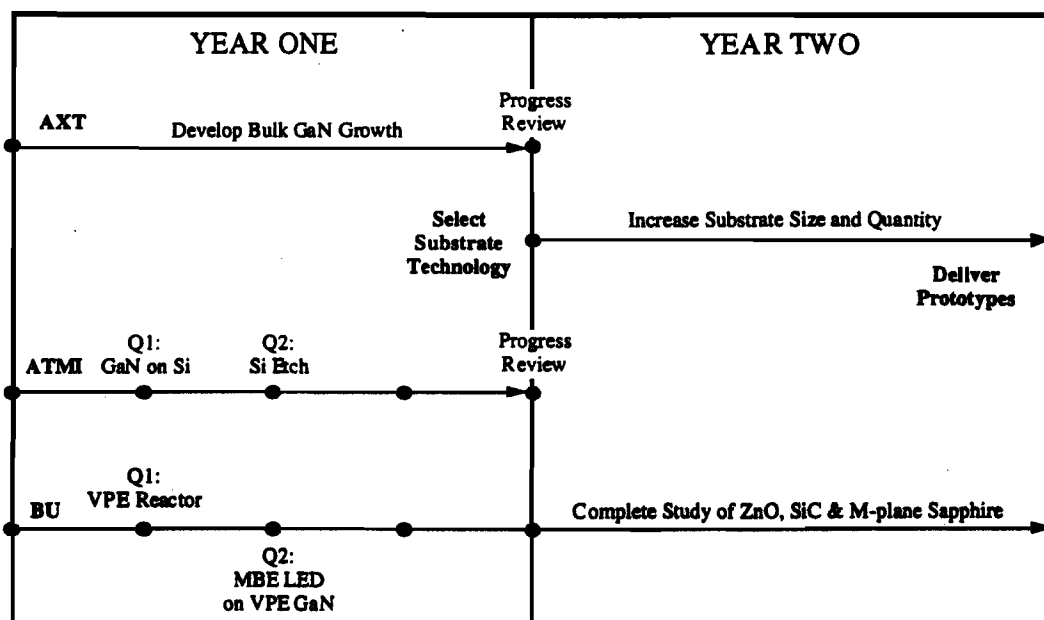 YEAR ONE
YEAR TWO
AXT
Develop Bulk GaN Growth
Progress
Review
Select
Substrate
Technology
Increase Substrate Size and Quantity
Deliver
Prototypes
ATMI
Q1:
GaN on Si
Q2:
Si Etch
Progress
Review
BU
Q1:
VPE Reactor
Q2:
MBE LED
on VPE GaN
Complete Study of ZnO, SiC & M-plane Sapphire